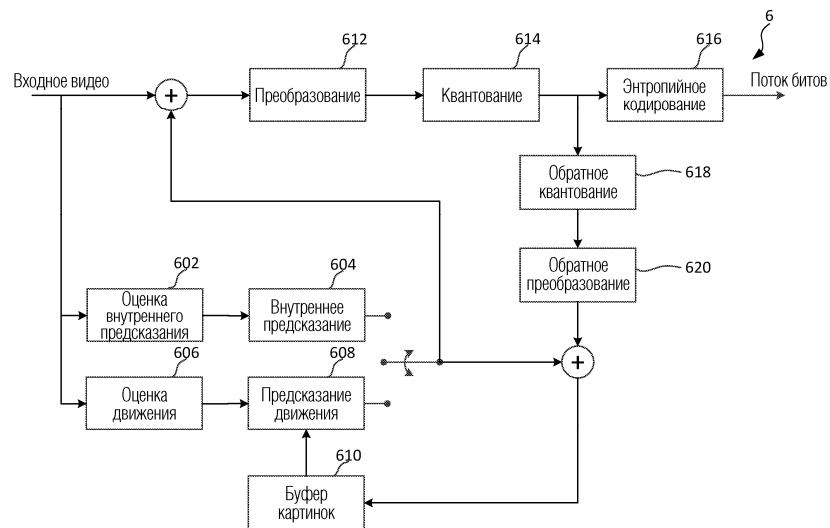 6
612
614
616
Входное видео
+
Преобразование
Квантование
Энтропийное
кодирование
Поток битов
Обратное
квантование
618
Обратное
преобразование
620
602
604
Оценка
внутреннего
предсказания
Внутреннее
предсказание
606
608
+
Оценка
движения
Предсказание
движения
610
Буфер
картинок